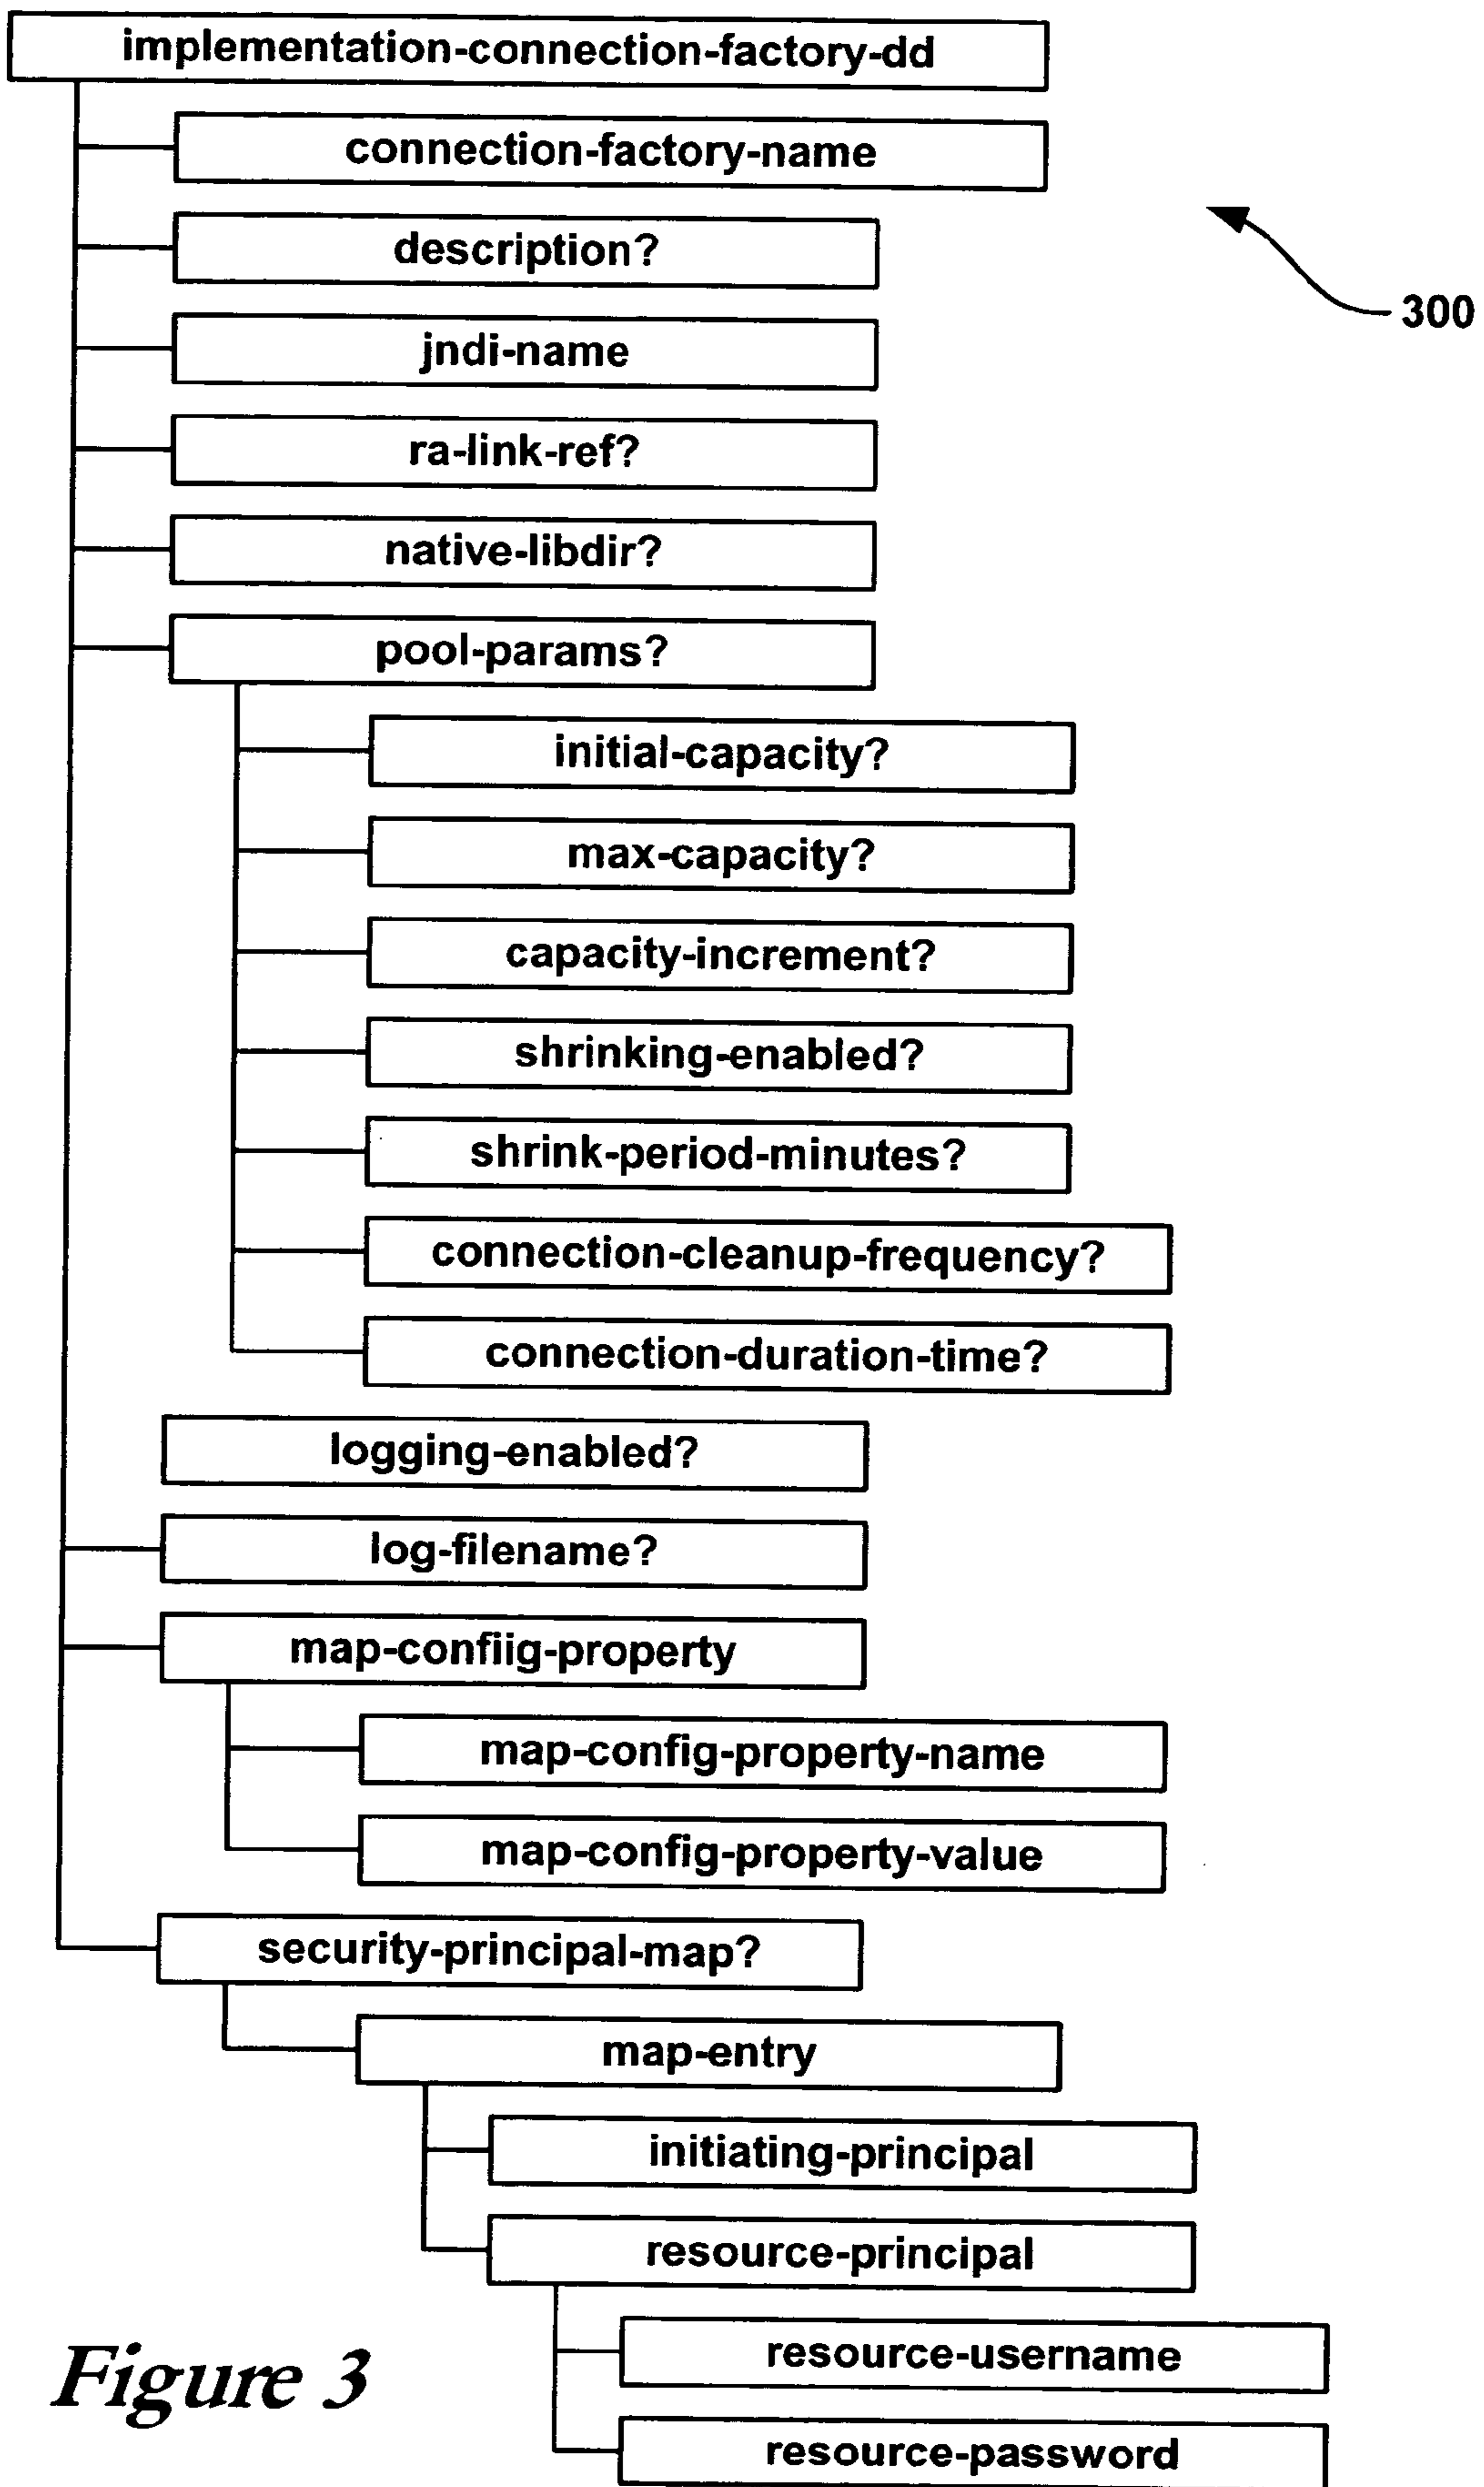 implementation-connection-factory-dd
connection-factory-name
description?
300
jndi-name
ra-link-ref?
native-libdir?
pool-params?
initial-capacity?
max-capacity?
capacity-increment?
shrinking-enabled?
shrink-period-minutes?
connection-cleanup-frequency?
connection-duration-time?
logging-enabled?
log-filename?
map-confiig-property
map-config-property-name
map-config-property-value
security-principal-map?
map-entry
initiating-principal
resource-principal
resource-username
resource-password
Figure 3